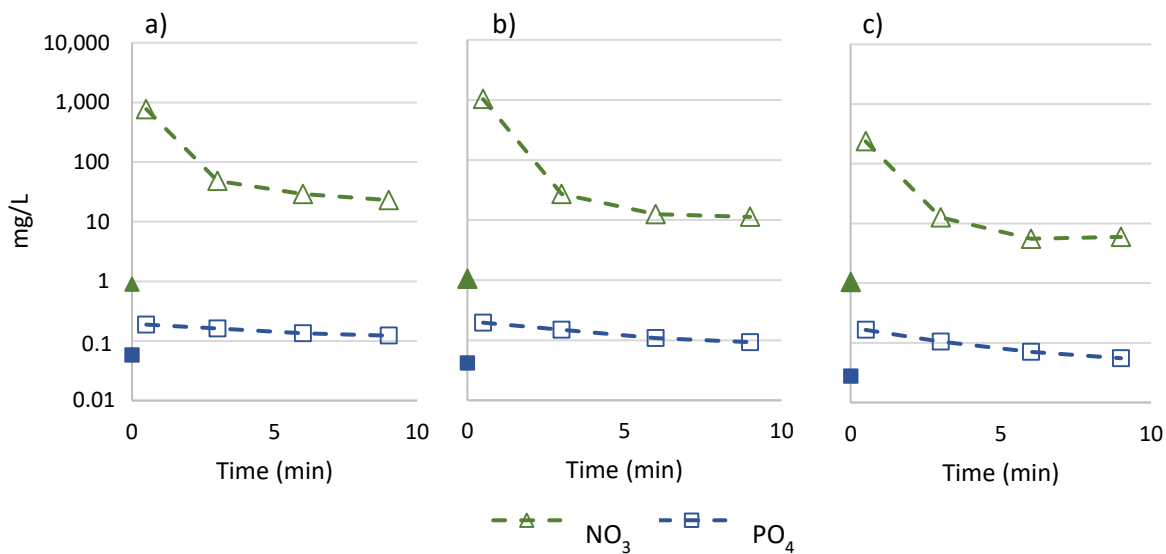 a)
b)
c)
10,000
1,000
100
10
1
0.1
0.01
mg/L
0 5 10
0 5 10
0 5 10
Time (min)
Time (min)
Time (min)
NO₃ PO₄